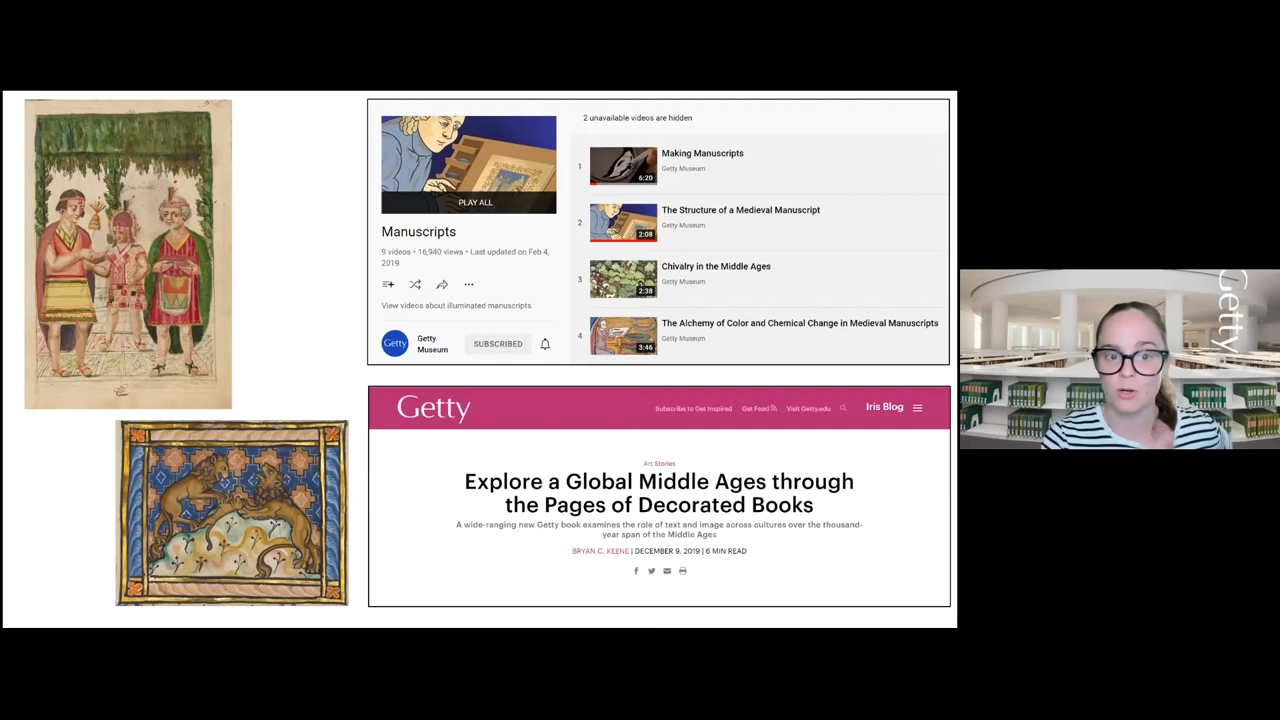 2 unavailable videos are hidden
PLAY ALL
Manuscripts
9 videos • 16,940 views • Last updated on Feb 4,
2019
View videos about illuminated manuscripts.
Getty
Getty
Museum
SUBSCRIBED
1
Making Manuscripts
Getty Museum
6:20
2
The Structure of a Medieval Manuscript
Getty Museum
2:08
3
Chivalry in the Middle Ages
Getty Museum
2:38
4
The Alchemy of Color and Chemical Change in Medieval Manuscripts
Getty Museum
3:46
Getty
Subscribe to Get Inspired
Get Feed
Visit Getty.edu
Iris Blog
Art Stories
Explore a Global Middle Ages through
the Pages of Decorated Books
A wide-ranging new Getty book examines the role of text and image across cultures over the thousand-
year span of the Middle Ages
BRYAN C. KEENE | DECEMBER 9, 2019 | 6 MIN READ
Getty